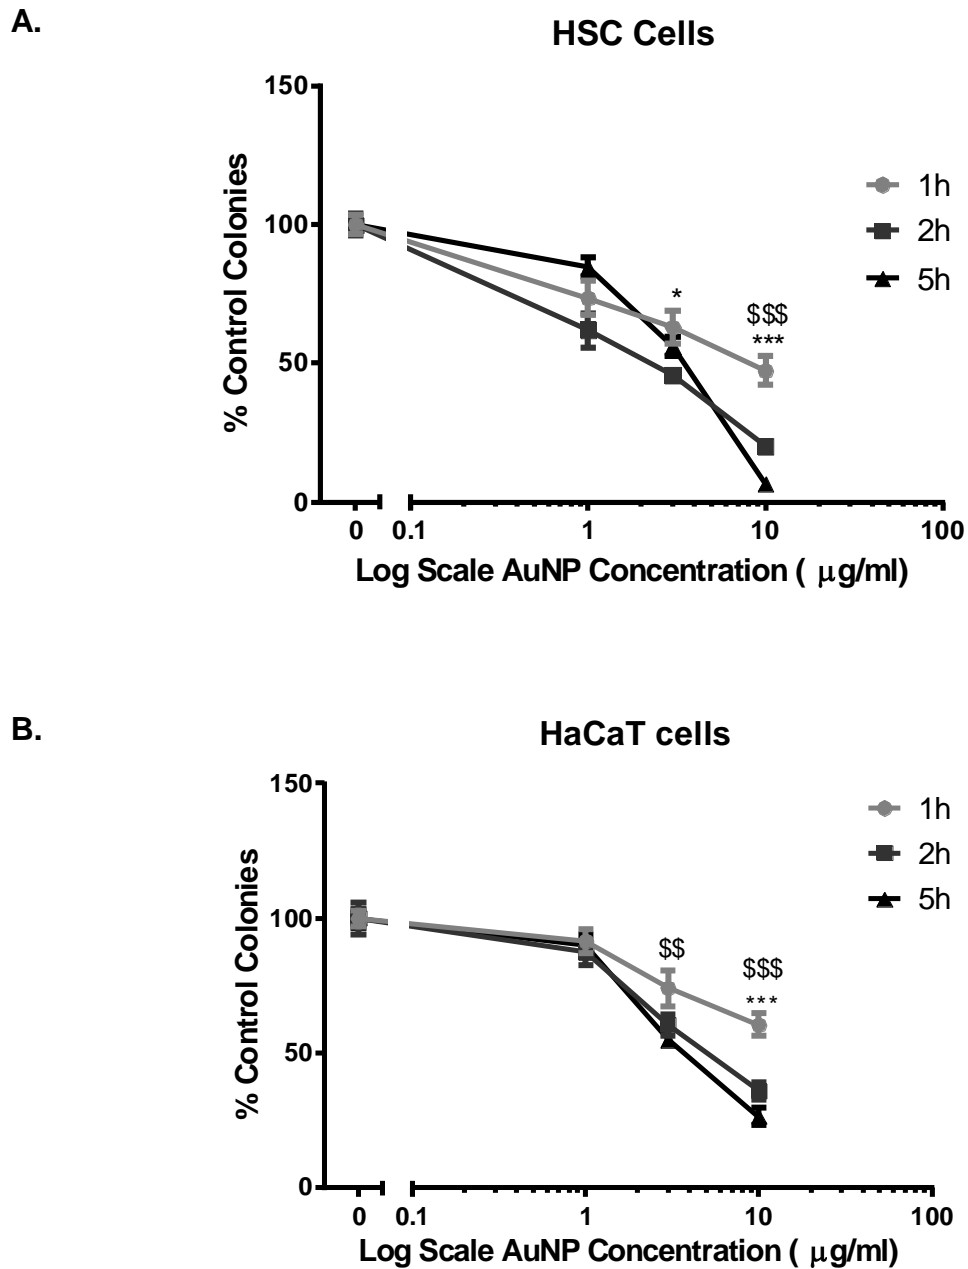 A.
HSC Cells
150
100
50
0
% Control Colonies
1h
2h
5h
*
$$$
***
0 0.1 1 10 100
Log Scale AuNP Concentration ( μg/ml)
B.
HaCaT cells
150
100
50
0
% Control Colonies
1h
2h
5h
$$
$$$
***
0 0.1 1 10 100
Log Scale AuNP Concentration ( μg/ml)